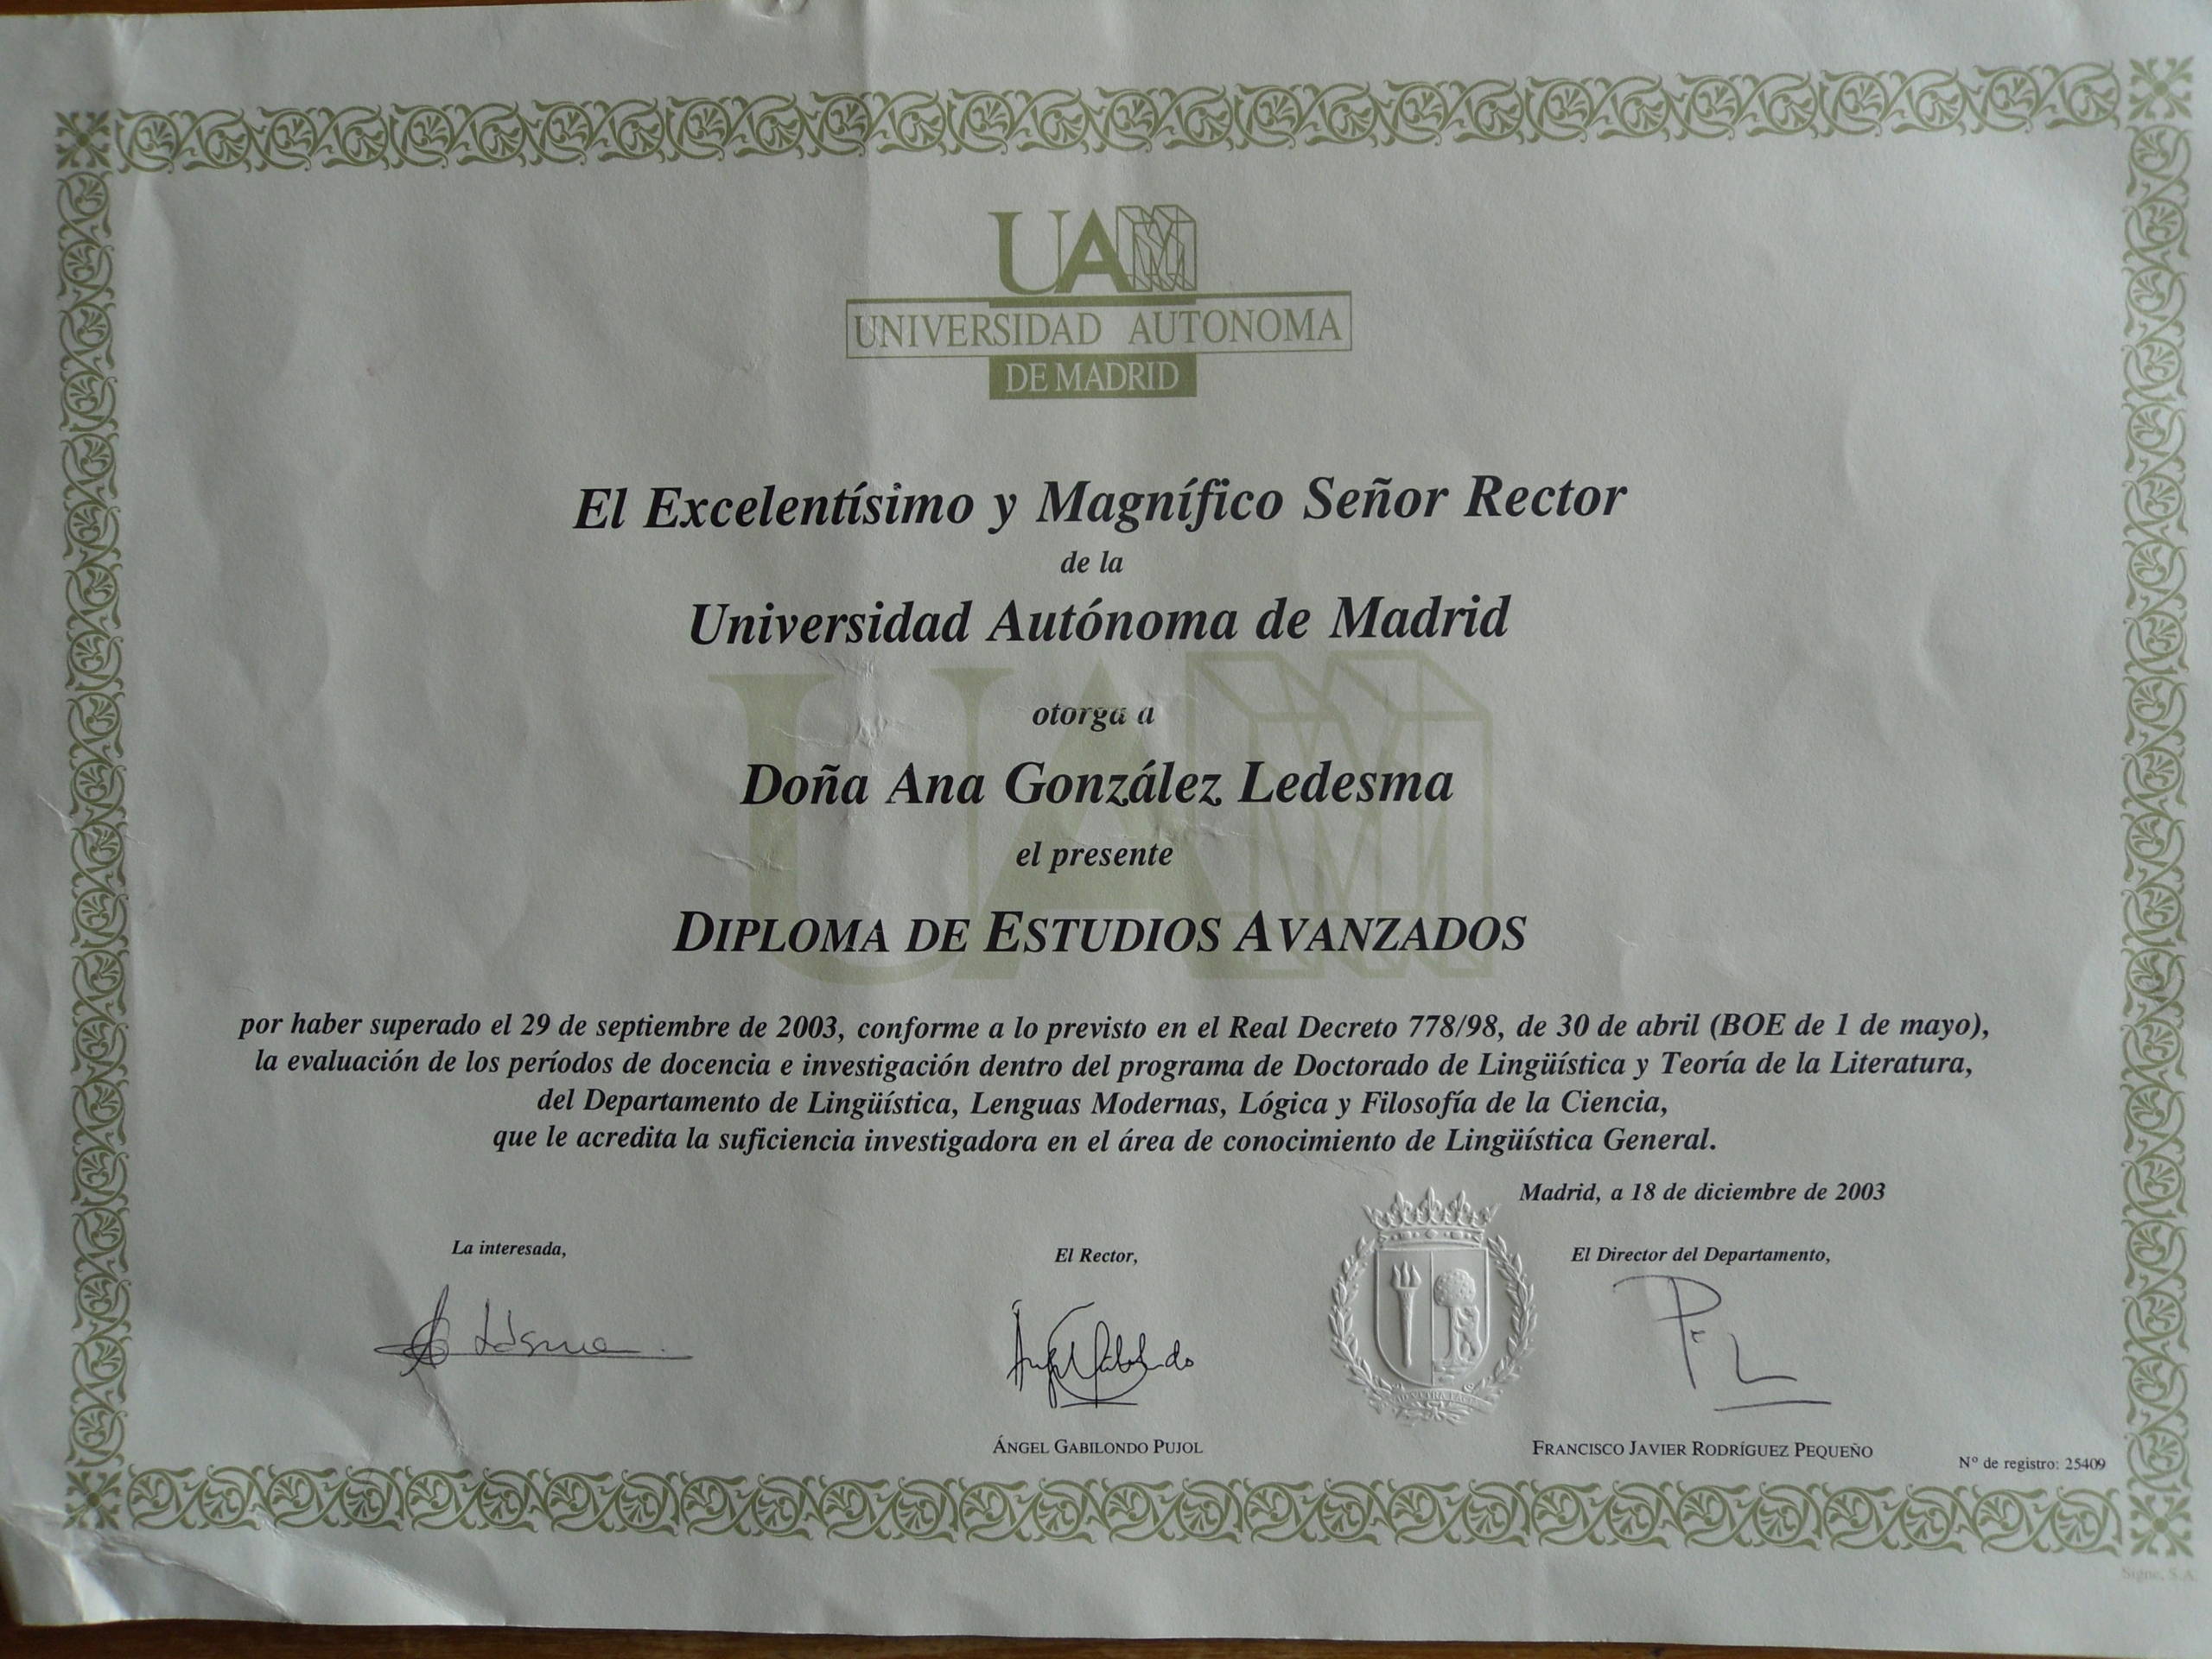 UAM
UNIVERSIDAD AUTONOMA
DE MADRID
El Excelentísimo y Magnífico Señor Rector
de la
Universidad Autónoma de Madrid
otorga a
Doña Ana González Ledesma
el presente
DIPLOMA DE ESTUDIOS AVANZADOS
por haber superado el 29 de septiembre de 2003, conforme a lo previsto en el Real Decreto 778/98, de 30 de abril (BOE de 1 de mayo),
la evaluación de los períodos de docencia e investigación dentro del programa de Doctorado de Lingüística y Teoría de la Literatura,
del Departamento de Lingüística, Lenguas Modernas, Lógica y Filosofía de la Ciencia,
que le acredita la suficiencia investigadora en el área de conocimiento de Lingüística General.
Madrid, a 18 de diciembre de 2003
La interesada,
El Rector,
El Director del Departamento,
Ángel Gabilondo
ÁNGEL GABILONDO PUJOL
FRANCISCO JAVIER RODRÍGUEZ PEQUEÑO
Nº de registro: 25409
Signe, S.A.